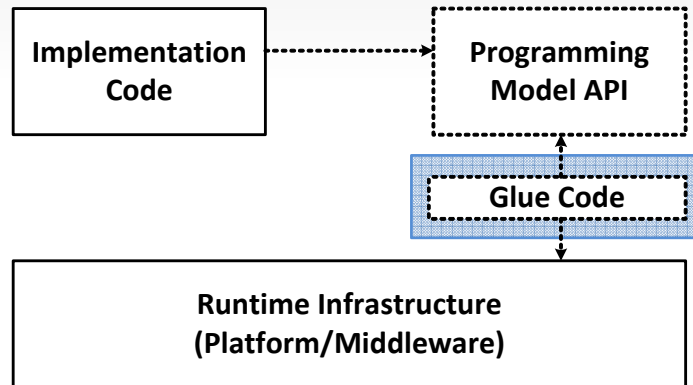 Implementation
Code
Programming
Model API
Glue Code
Runtime Infrastructure
(Platform/Middleware)